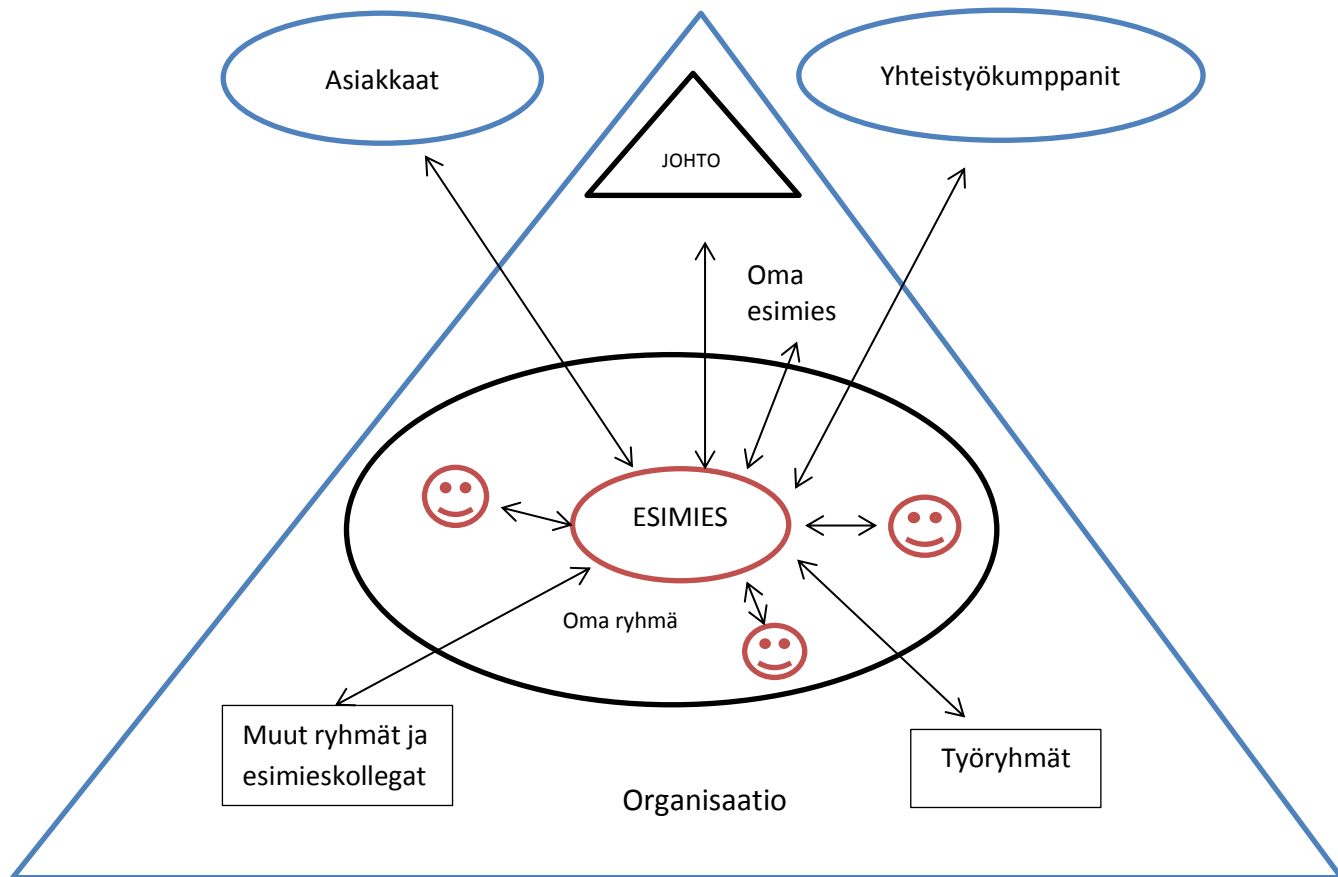 Asiakkaat
Yhteistyökumppanit
JOHTO
Oma
esimies
ESIMIES
Oma ryhmä
Muut ryhmät ja
esimieskollegat
Työryhmät
Organisaatio